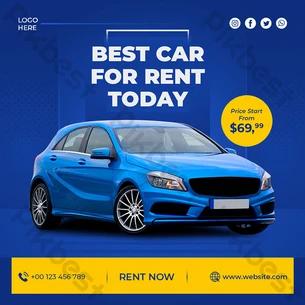 LOGO
HERE
BEST CAR
FOR RENT
TODAY
Price Start
From
$69,99
+00 123 456 789
RENT NOW
www.website.com